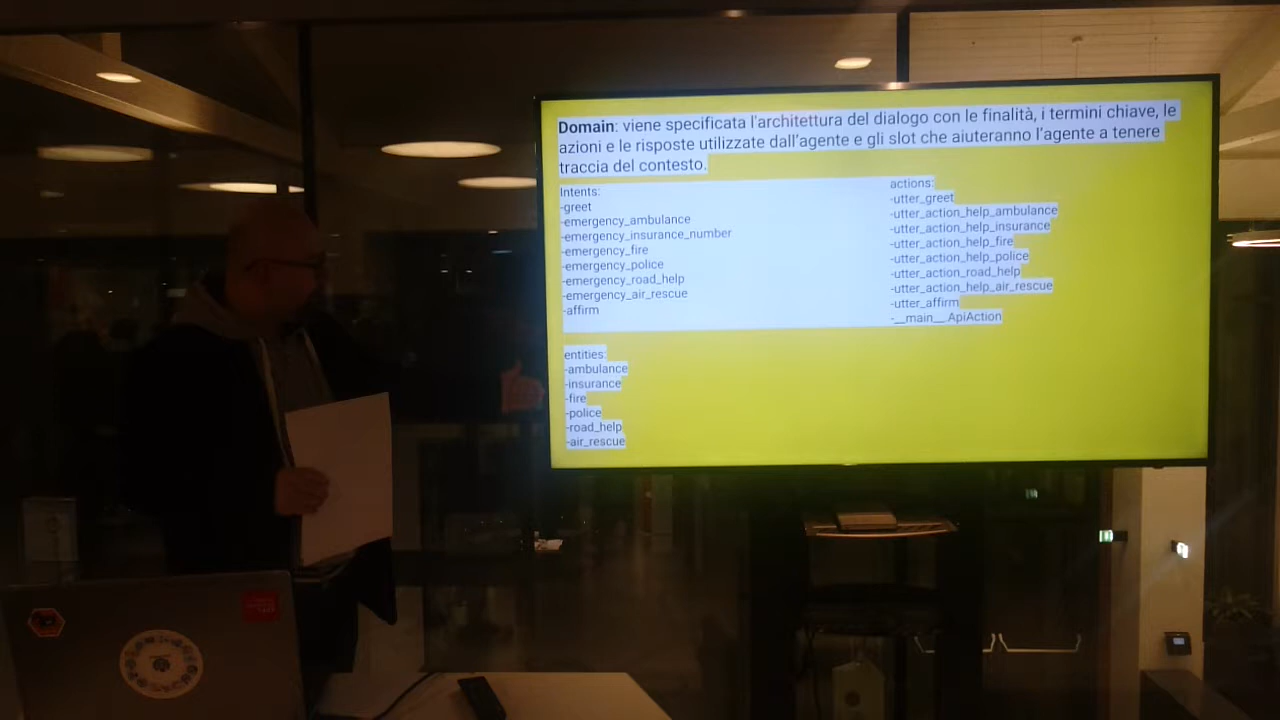 Domain: viene specificata l'architettura del dialogo con le finalità, i termini chiave, le
azioni e le risposte utilizzate dall'agente e gli slot che aiuteranno l'agente a tenere
traccia del contesto.
Intents:
-greet
-emergency_ambulance
-emergency_insurance_number
-emergency_fire
-emergency_police
-emergency_road_help
-emergency_air_rescue
-affirm
actions:
-utter_greet
-utter_action_help_ambulance
-utter_action_help_insurance
-utter_action_help_fire
-utter_action_help_police
-utter_action_road_help
-utter_action_help_air_rescue
-utter_affirm
-__main__.ApiAction
entities:
-ambulance
-insurance
-fire
-police
-road_help
-air_rescue